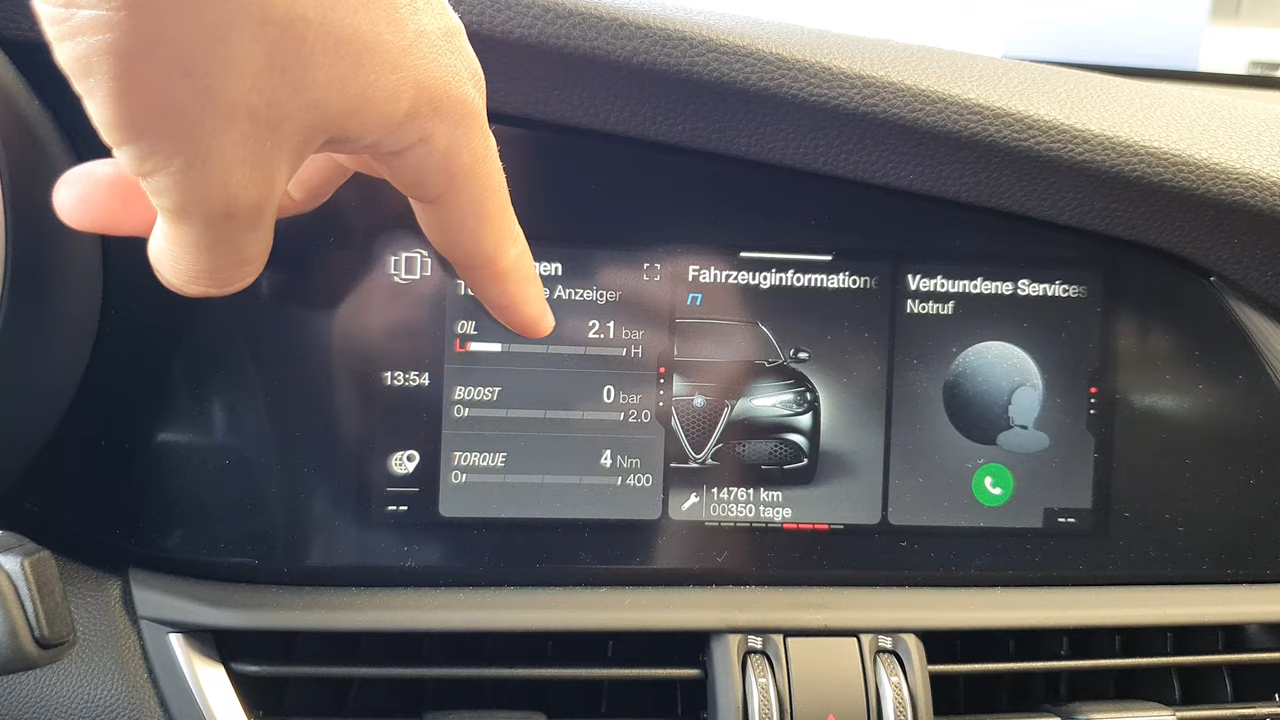 Anzeiger
OIL
2.1 bar
L H
BOOST
0 bar
0 2.0
TORQUE
4 Nm
0 400
13:54
Fahrzeuginformatione
14761 km
00350 tage
Verbundene Services
Notruf